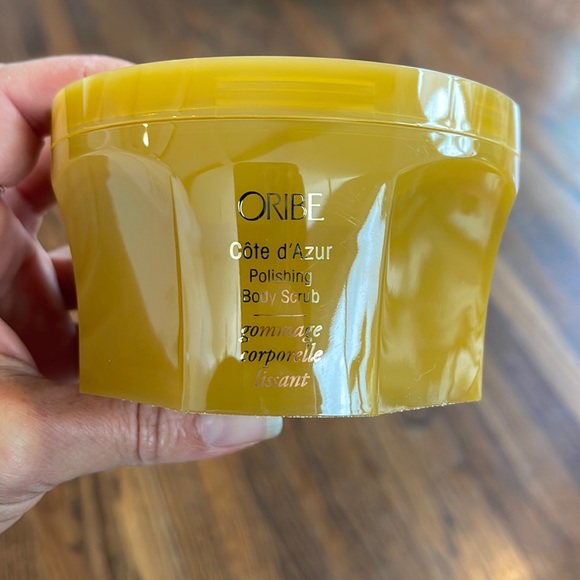 ORIBE
Côte d'Azur
Polishing
Body Scrub
gommage
corporelle
lissant